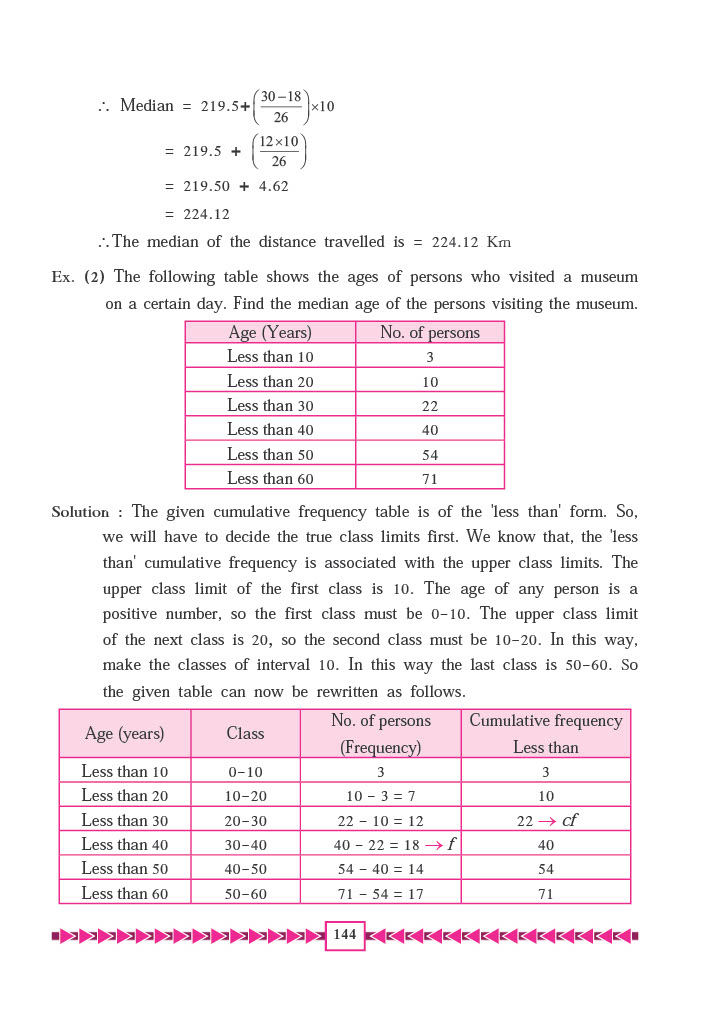 ∴ Median = 219.5+(30−18/26)×10
= 219.5 + (12×10/26)
= 219.50 + 4.62
= 224.12
∴The median of the distance travelled is = 224.12 Km
Ex. (2) The following table shows the ages of persons who visited a museum
on a certain day. Find the median age of the persons visiting the museum.
Age (Years) No. of persons
Less than 10 3
Less than 20 10
Less than 30 22
Less than 40 40
Less than 50 54
Less than 60 71
Solution : The given cumulative frequency table is of the 'less than' form. So,
we will have to decide the true class limits first. We know that, the 'less
than' cumulative frequency is associated with the upper class limits. The
upper class limit of the first class is 10. The age of any person is a
positive number, so the first class must be 0-10. The upper class limit
of the next class is 20, so the second class must be 10-20. In this way,
make the classes of interval 10. In this way the last class is 50-60. So
the given table can now be rewritten as follows.
Age (years) Class No. of persons (Frequency) Cumulative frequency Less than
Less than 10 0-10 3 3
Less than 20 10-20 10 - 3 = 7 10
Less than 30 20-30 22 - 10 = 12 22 → cf
Less than 40 30-40 40 - 22 = 18 → f 40
Less than 50 40-50 54 - 40 = 14 54
Less than 60 50-60 71 - 54 = 17 71
144